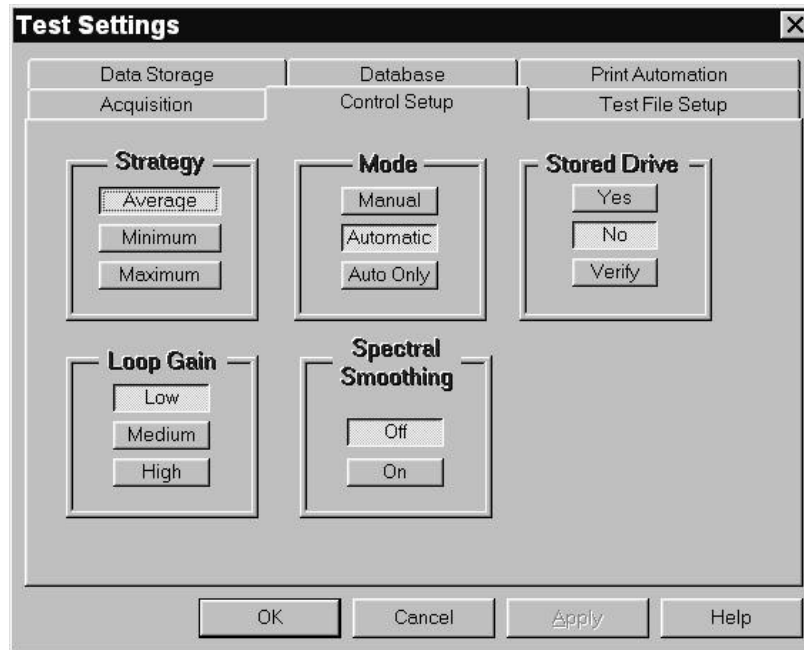 Test Settings
Data Storage
Database
Print Automation
Acquisition
Control Setup
Test File Setup
Strategy
Average
Minimum
Maximum
Mode
Manual
Automatic
Auto Only
Stored Drive
Yes
No
Verify
Loop Gain
Low
Medium
High
Spectral
Smoothing
Off
On
OK
Cancel
Apply
Help